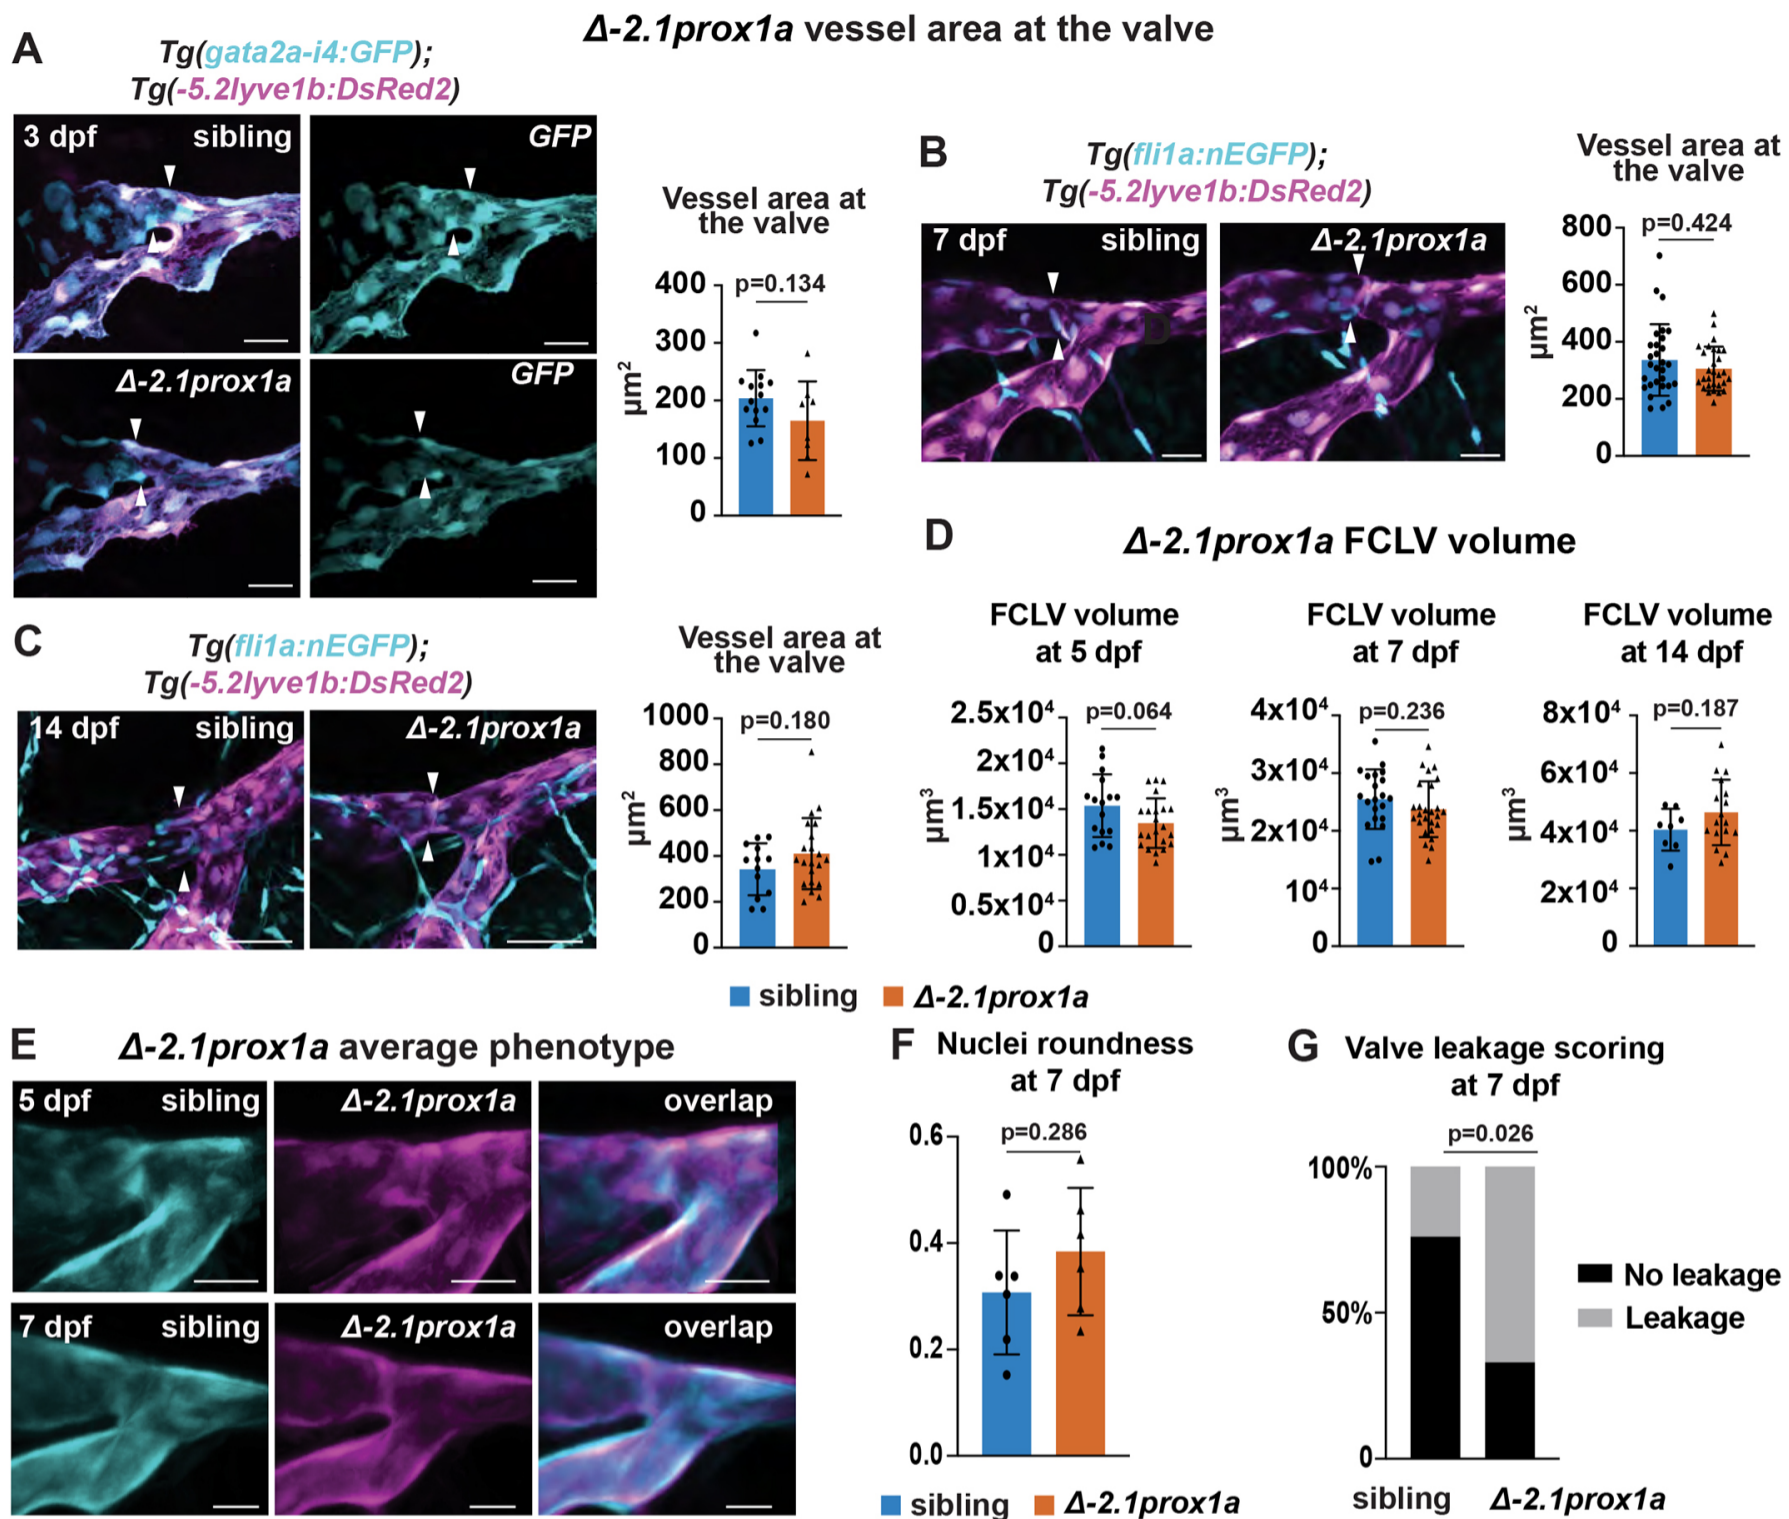 Δ-2.1prox1a vessel area at the valve
A
Tg(gata2a-i4:GFP);
Tg(-5.2lyve1b:DsRed2)
3 dpf
sibling
GFP
Δ-2.1prox1a
GFP
Vessel area at
the valve
400
300
200
100
0
µm²
p=0.134
B
Tg(fli1a:nEGFP);
Tg(-5.2lyve1b:DsRed2)
7 dpf
sibling
D
Δ-2.1prox1a
Vessel area at
the valve
800
600
400
200
0
µm²
p=0.424
C
Tg(fli1a:nEGFP);
Tg(-5.2lyve1b:DsRed2)
14 dpf
sibling
Δ-2.1prox1a
Vessel area at
the valve
1000
800
600
400
200
0
µm²
p=0.180
D
Δ-2.1prox1a FCLV volume
FCLV volume
at 5 dpf
2.5x10⁴
2x10⁴
1.5x10⁴
1x10⁴
0.5x10⁴
0
µm³
p=0.064
FCLV volume
at 7 dpf
4x10⁴
3x10⁴
2x10⁴
10⁴
0
µm³
p=0.236
FCLV volume
at 14 dpf
8x10⁴
6x10⁴
4x10⁴
2x10⁴
0
µm³
p=0.187
sibling
Δ-2.1prox1a
E
Δ-2.1prox1a average phenotype
5 dpf
sibling
Δ-2.1prox1a
overlap
7 dpf
sibling
Δ-2.1prox1a
overlap
F
Nuclei roundness
at 7 dpf
0.6
0.4
0.2
0.0
p=0.286
sibling
Δ-2.1prox1a
G
Valve leakage scoring
at 7 dpf
p=0.026
100%
50%
0
sibling
Δ-2.1prox1a
No leakage
Leakage